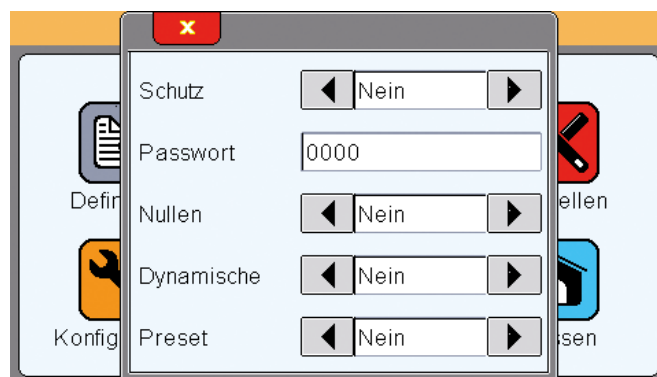 x
Schutz Nein
Passwort 0000
Nullen Nein
Dynamische Nein
Preset Nein
Defin
ellen
Konfig
ssen